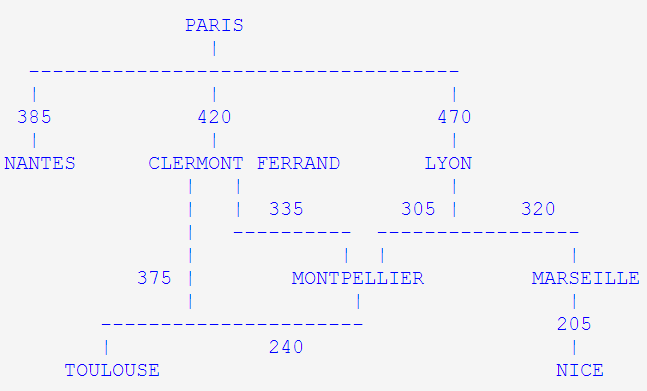 PARIS
385 420 470
NANTES CLERMONT FERRAND LYON
335 305 320
375 MONTPELLIER MARSEILLE
205
240
TOULOUSE NICE